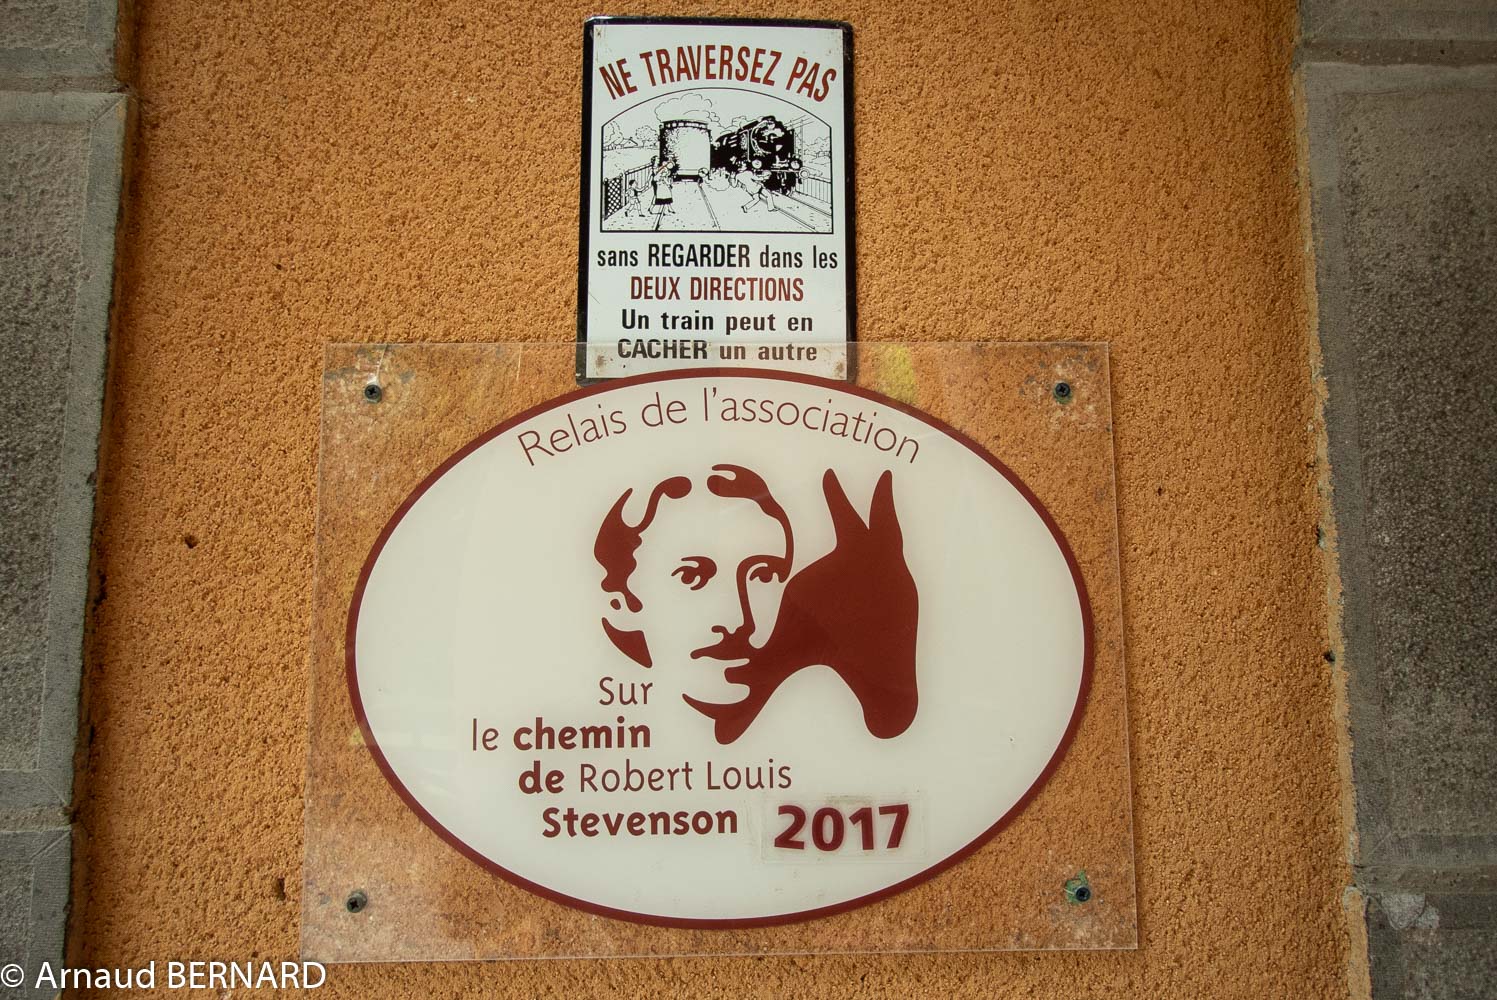 NE TRAVERSEZ PAS
sans REGARDER dans les
DEUX DIRECTIONS
Un train peut en
CACHER un autre
Relais de l'association
Sur
le chemin
de Robert Louis
Stevenson 2017
© Arnaud BERNARD